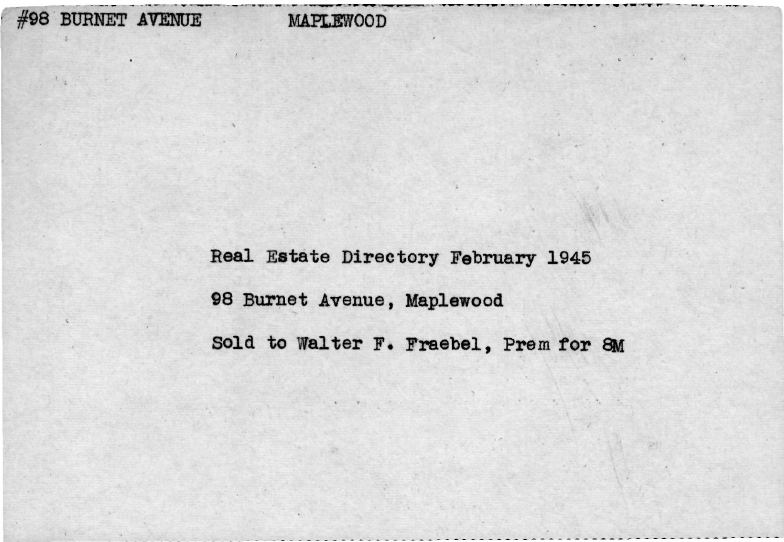 #98 BURNET AVENUE MAPLEWOOD
Real Estate Directory February 1945
98 Burnet Avenue, Maplewood
Sold to Walter F. Fraebel, Prem for 8M